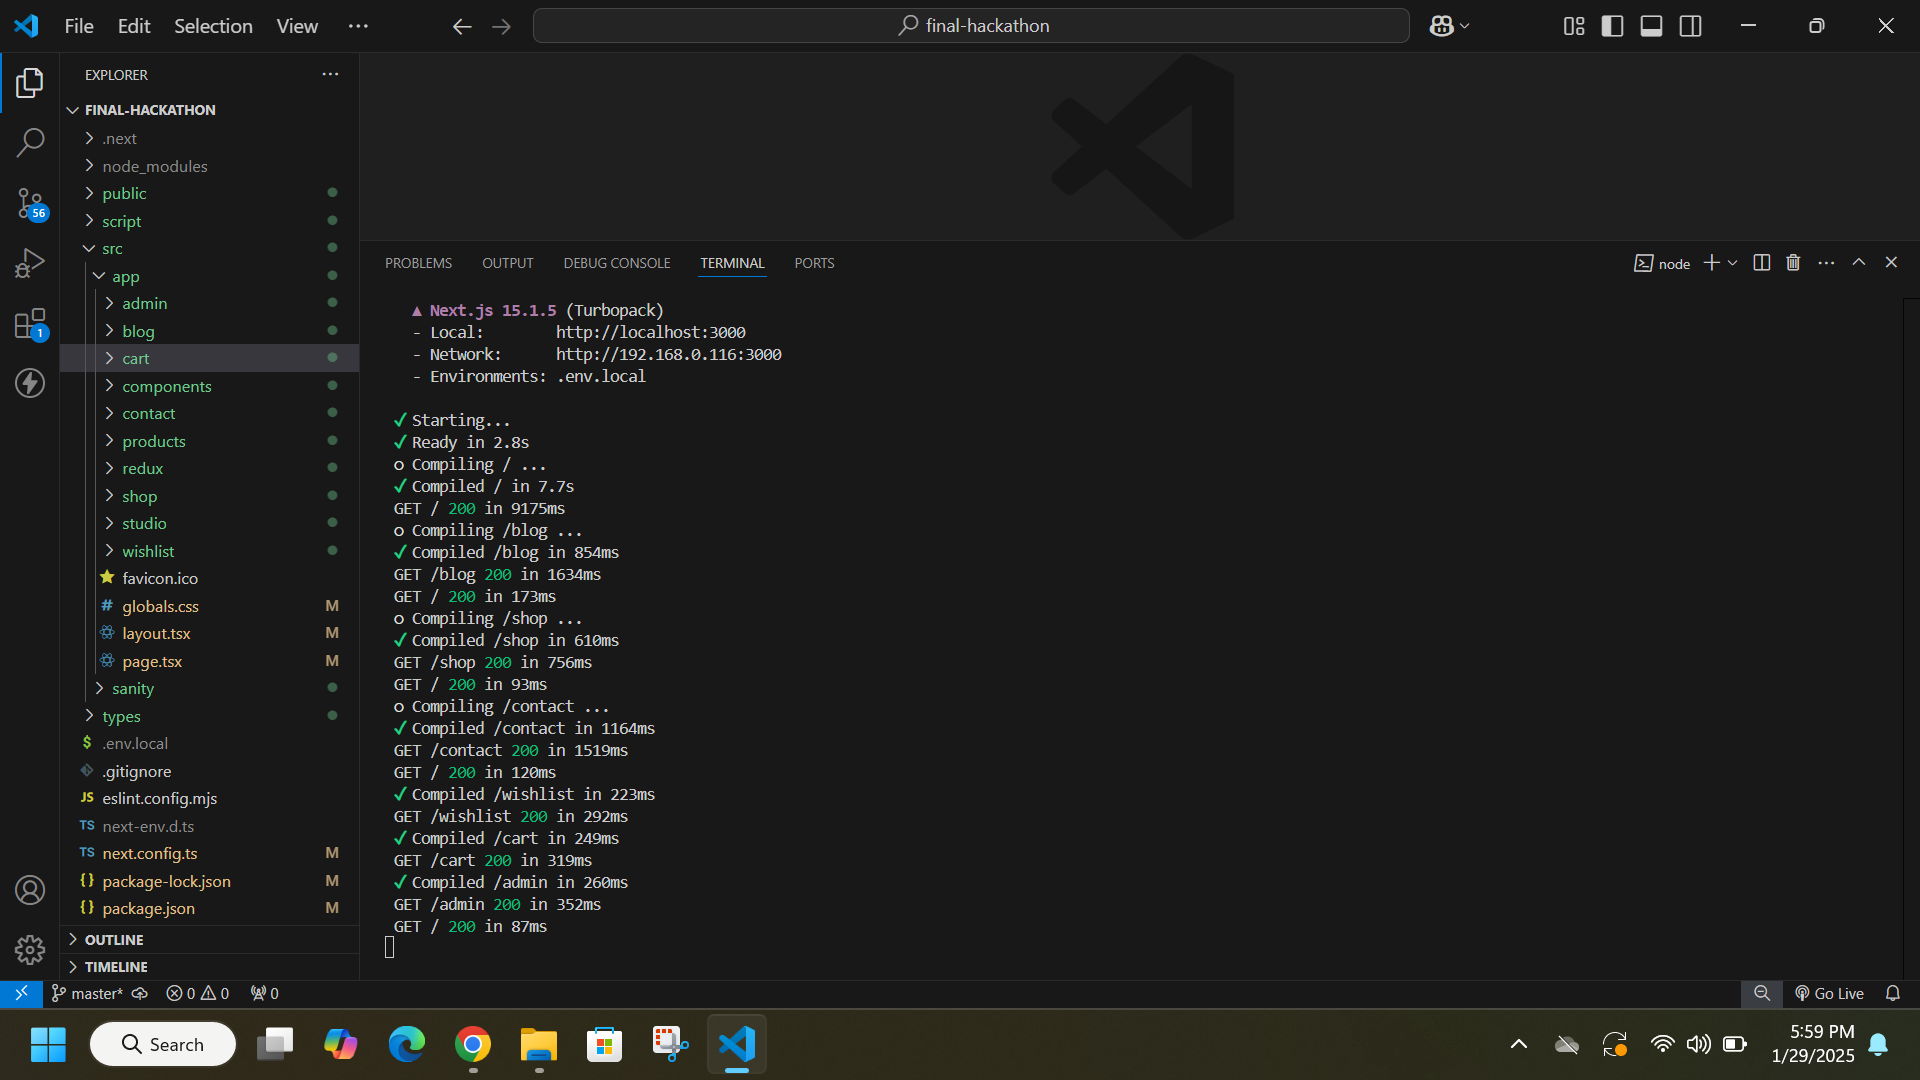 File Edit Selection View ···
final-hackathon
EXPLORER
FINAL-HACKATHON
.next
node_modules
public
script
src
app
admin
blog
cart
components
contact
products
redux
shop
studio
wishlist
favicon.ico
# globals.css M
layout.tsx M
page.tsx M
sanity
types
$ .env.local
.gitignore
JS eslint.config.mjs
TS next-env.d.ts
TS next.config.ts M
{} package-lock.json M
{} package.json M
OUTLINE
TIMELINE
56
1
PROBLEMS OUTPUT DEBUG CONSOLE TERMINAL PORTS
node
▲ Next.js 15.1.5 (Turbopack)
- Local: http://localhost:3000
- Network: http://192.168.0.116:3000
- Environments: .env.local
✓ Starting...
✓ Ready in 2.8s
○ Compiling / ...
✓ Compiled / in 7.7s
GET / 200 in 9175ms
○ Compiling /blog ...
✓ Compiled /blog in 854ms
GET /blog 200 in 1634ms
GET / 200 in 173ms
○ Compiling /shop ...
✓ Compiled /shop in 610ms
GET /shop 200 in 756ms
GET / 200 in 93ms
○ Compiling /contact ...
✓ Compiled /contact in 1164ms
GET /contact 200 in 1519ms
GET / 200 in 120ms
✓ Compiled /wishlist in 223ms
GET /wishlist 200 in 292ms
✓ Compiled /cart in 249ms
GET /cart 200 in 319ms
✓ Compiled /admin in 260ms
GET /admin 200 in 352ms
GET / 200 in 87ms
master* 0 0 0
Go Live
Search
5:59 PM
1/29/2025